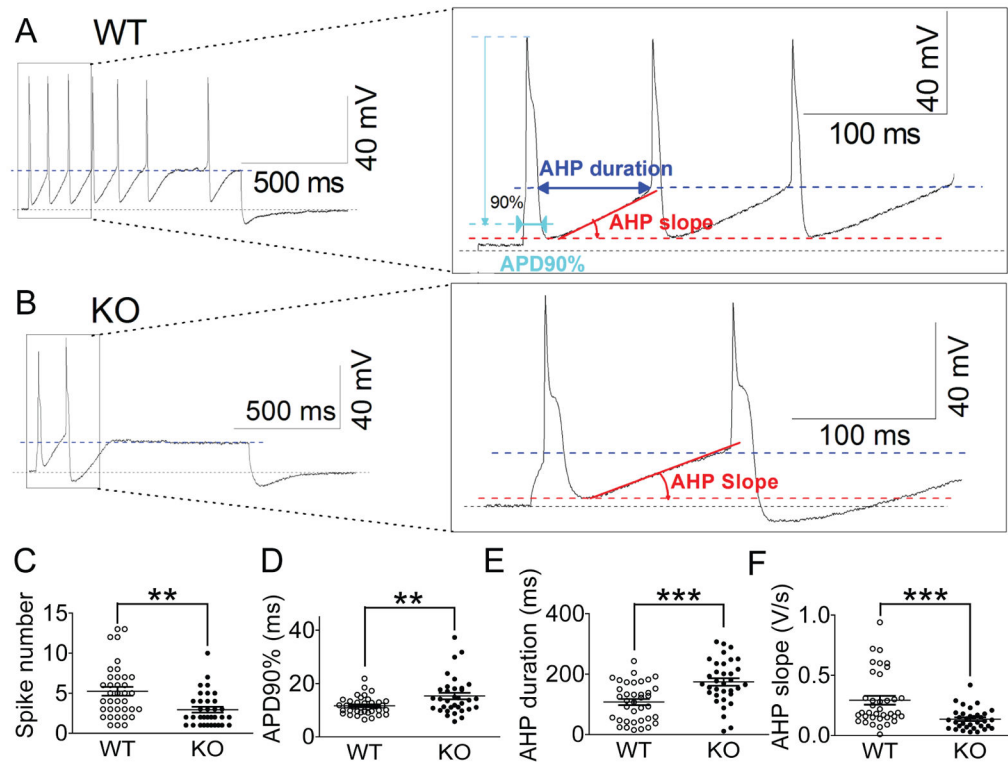 A
WT
40 mV
500 ms
40 mV
100 ms
AHP duration
90%
AHP slope
APD90%
B
KO
500 ms
40 mV
40 mV
100 ms
AHP Slope
C
Spike number
15
10
5
0
**
WT
KO
D
APD90% (ms)
40
20
0
**
WT
KO
E
AHP duration (ms)
400
200
0
***
WT
KO
F
AHP slope (V/s)
1.0
0.5
0.0
***
WT
KO